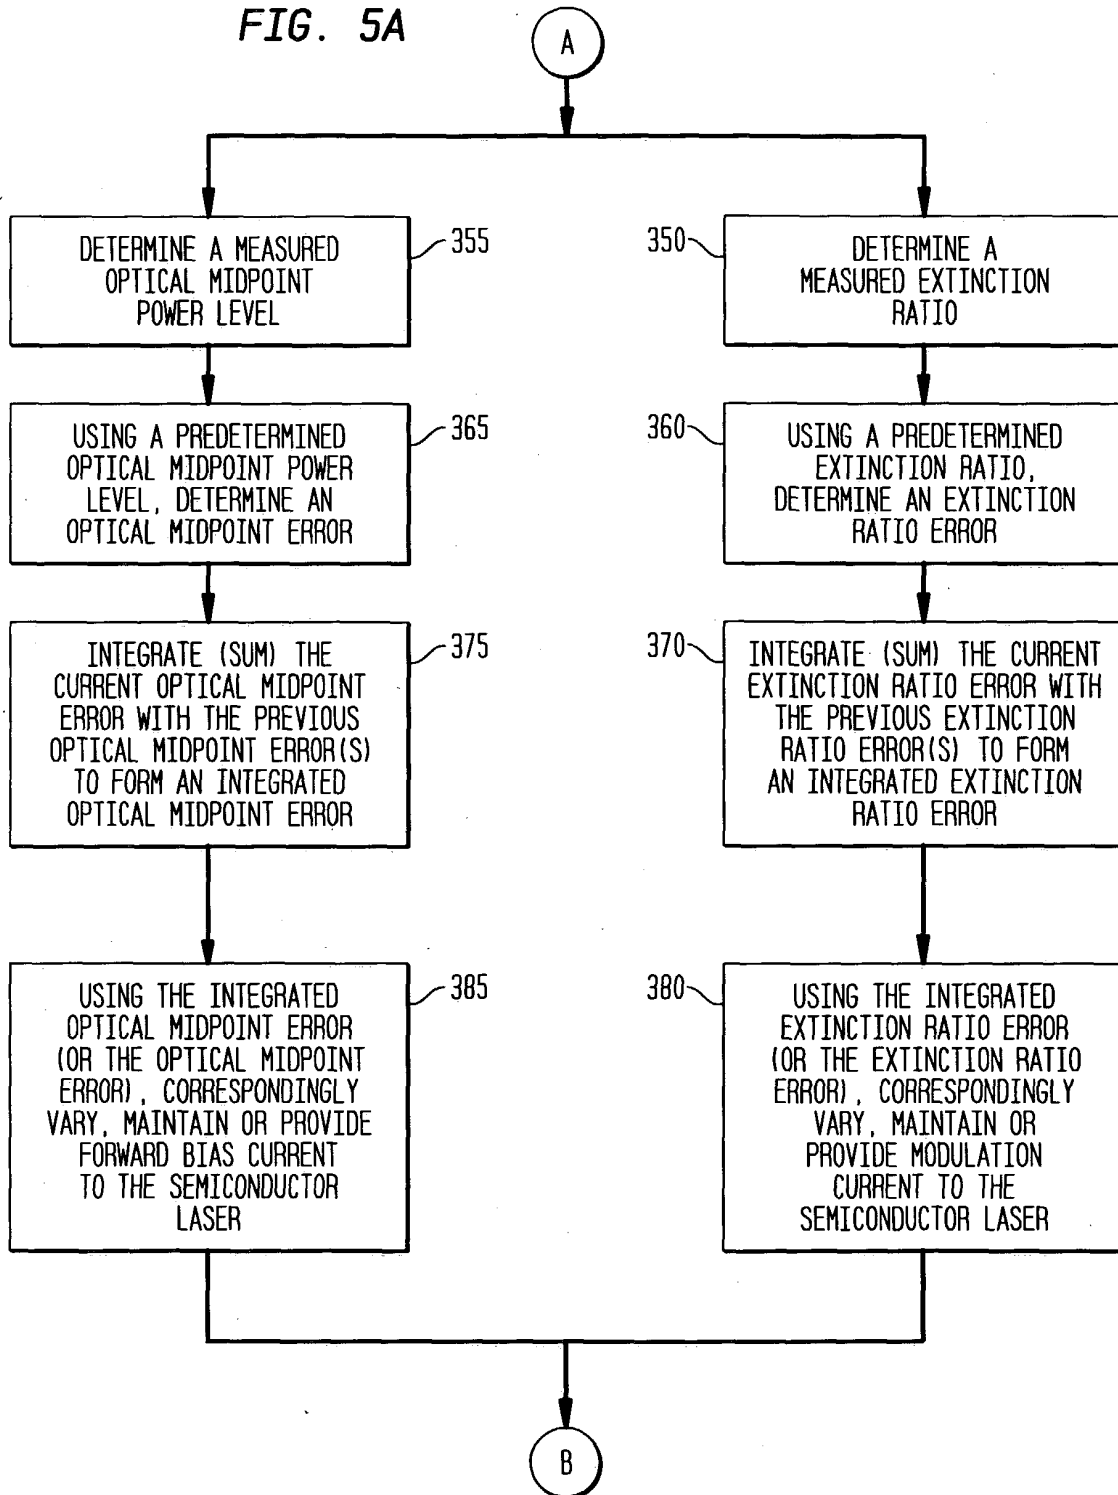 FIG. 5A
A
DETERMINE A MEASURED
OPTICAL MIDPOINT
POWER LEVEL
355
350
DETERMINE A
MEASURED EXTINCTION
RATIO
USING A PREDETERMINED
OPTICAL MIDPOINT POWER
LEVEL, DETERMINE AN
OPTICAL MIDPOINT ERROR
365
360
USING A PREDETERMINED
EXTINCTION RATIO,
DETERMINE AN EXTINCTION
RATIO ERROR
INTEGRATE (SUM) THE
CURRENT OPTICAL MIDPOINT
ERROR WITH THE PREVIOUS
OPTICAL MIDPOINT ERROR(S)
TO FORM AN INTEGRATED
OPTICAL MIDPOINT ERROR
375
370
INTEGRATE (SUM) THE CURRENT
EXTINCTION RATIO ERROR WITH
THE PREVIOUS EXTINCTION
RATIO ERROR(S) TO FORM
AN INTEGRATED EXTINCTION
RATIO ERROR
USING THE INTEGRATED
OPTICAL MIDPOINT ERROR
(OR THE OPTICAL MIDPOINT
ERROR), CORRESPONDINGLY
VARY, MAINTAIN OR PROVIDE
FORWARD BIAS CURRENT
TO THE SEMICONDUCTOR
LASER
385
380
USING THE INTEGRATED
EXTINCTION RATIO ERROR
(OR THE EXTINCTION RATIO
ERROR), CORRESPONDINGLY
VARY, MAINTAIN OR
PROVIDE MODULATION
CURRENT TO THE
SEMICONDUCTOR LASER
B